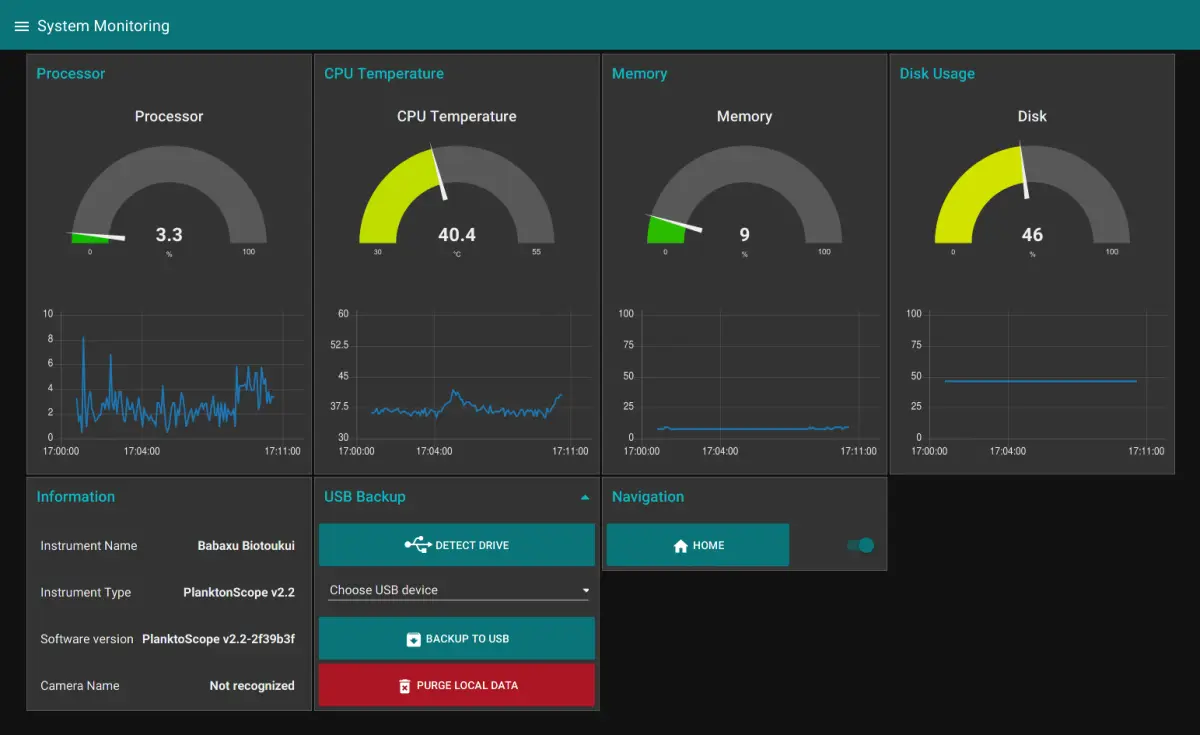 System Monitoring
Processor
Processor
3.3
0 % 100
10
8
6
4
2
0
17:00:00 17:04:00 17:11:00
CPU Temperature
CPU Temperature
40.4
30 °C 55
60
52.5
45
37.5
30
17:00:00 17:04:00 17:11:00
Memory
Memory
9
0 % 100
100
75
50
25
0
17:00:00 17:04:00 17:11:00
Disk Usage
Disk
46
0 % 100
100
75
50
25
0
17:00:00 17:04:00 17:11:00
Information
Instrument Name Babaxu Biotoukui
Instrument Type PlanktonScope v2.2
Software version PlanktoScope v2.2-2f39b3f
Camera Name Not recognized
USB Backup
DETECT DRIVE
Choose USB device
BACKUP TO USB
PURGE LOCAL DATA
Navigation
HOME